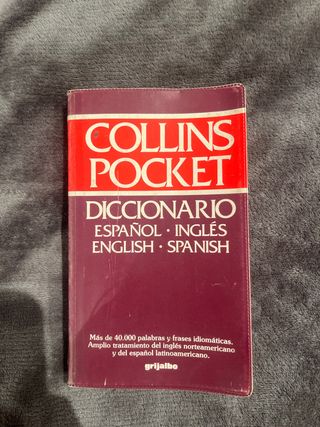 COLLINS
POCKET
DICCIONARIO
ESPAÑOL · INGLÉS
ENGLISH · SPANISH
Más de 40.000 palabras y frases idiomáticas.
Amplio tratamiento del inglés norteamericano
y del español latinoamericano.
grijalbo